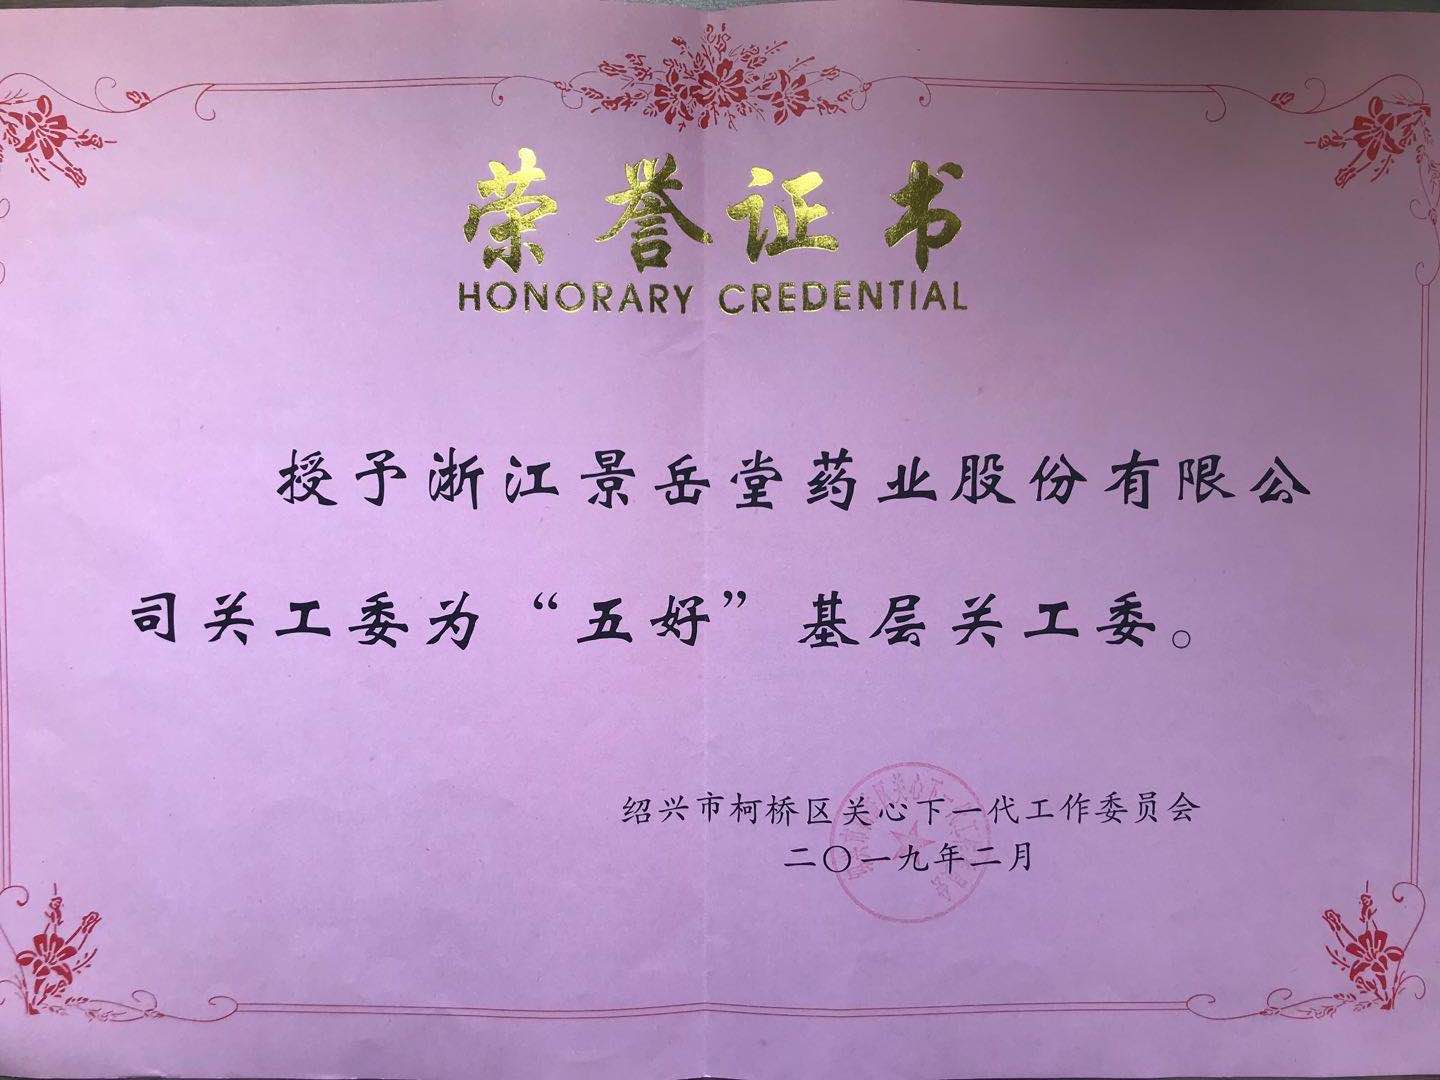 荣誉证书
HONORARY CREDENTIAL
授予浙江景岳堂药业股份有限公
司关工委为“五好”基层关工委。
绍兴市柯桥区关心下一代工作委员会
二〇一九年二月